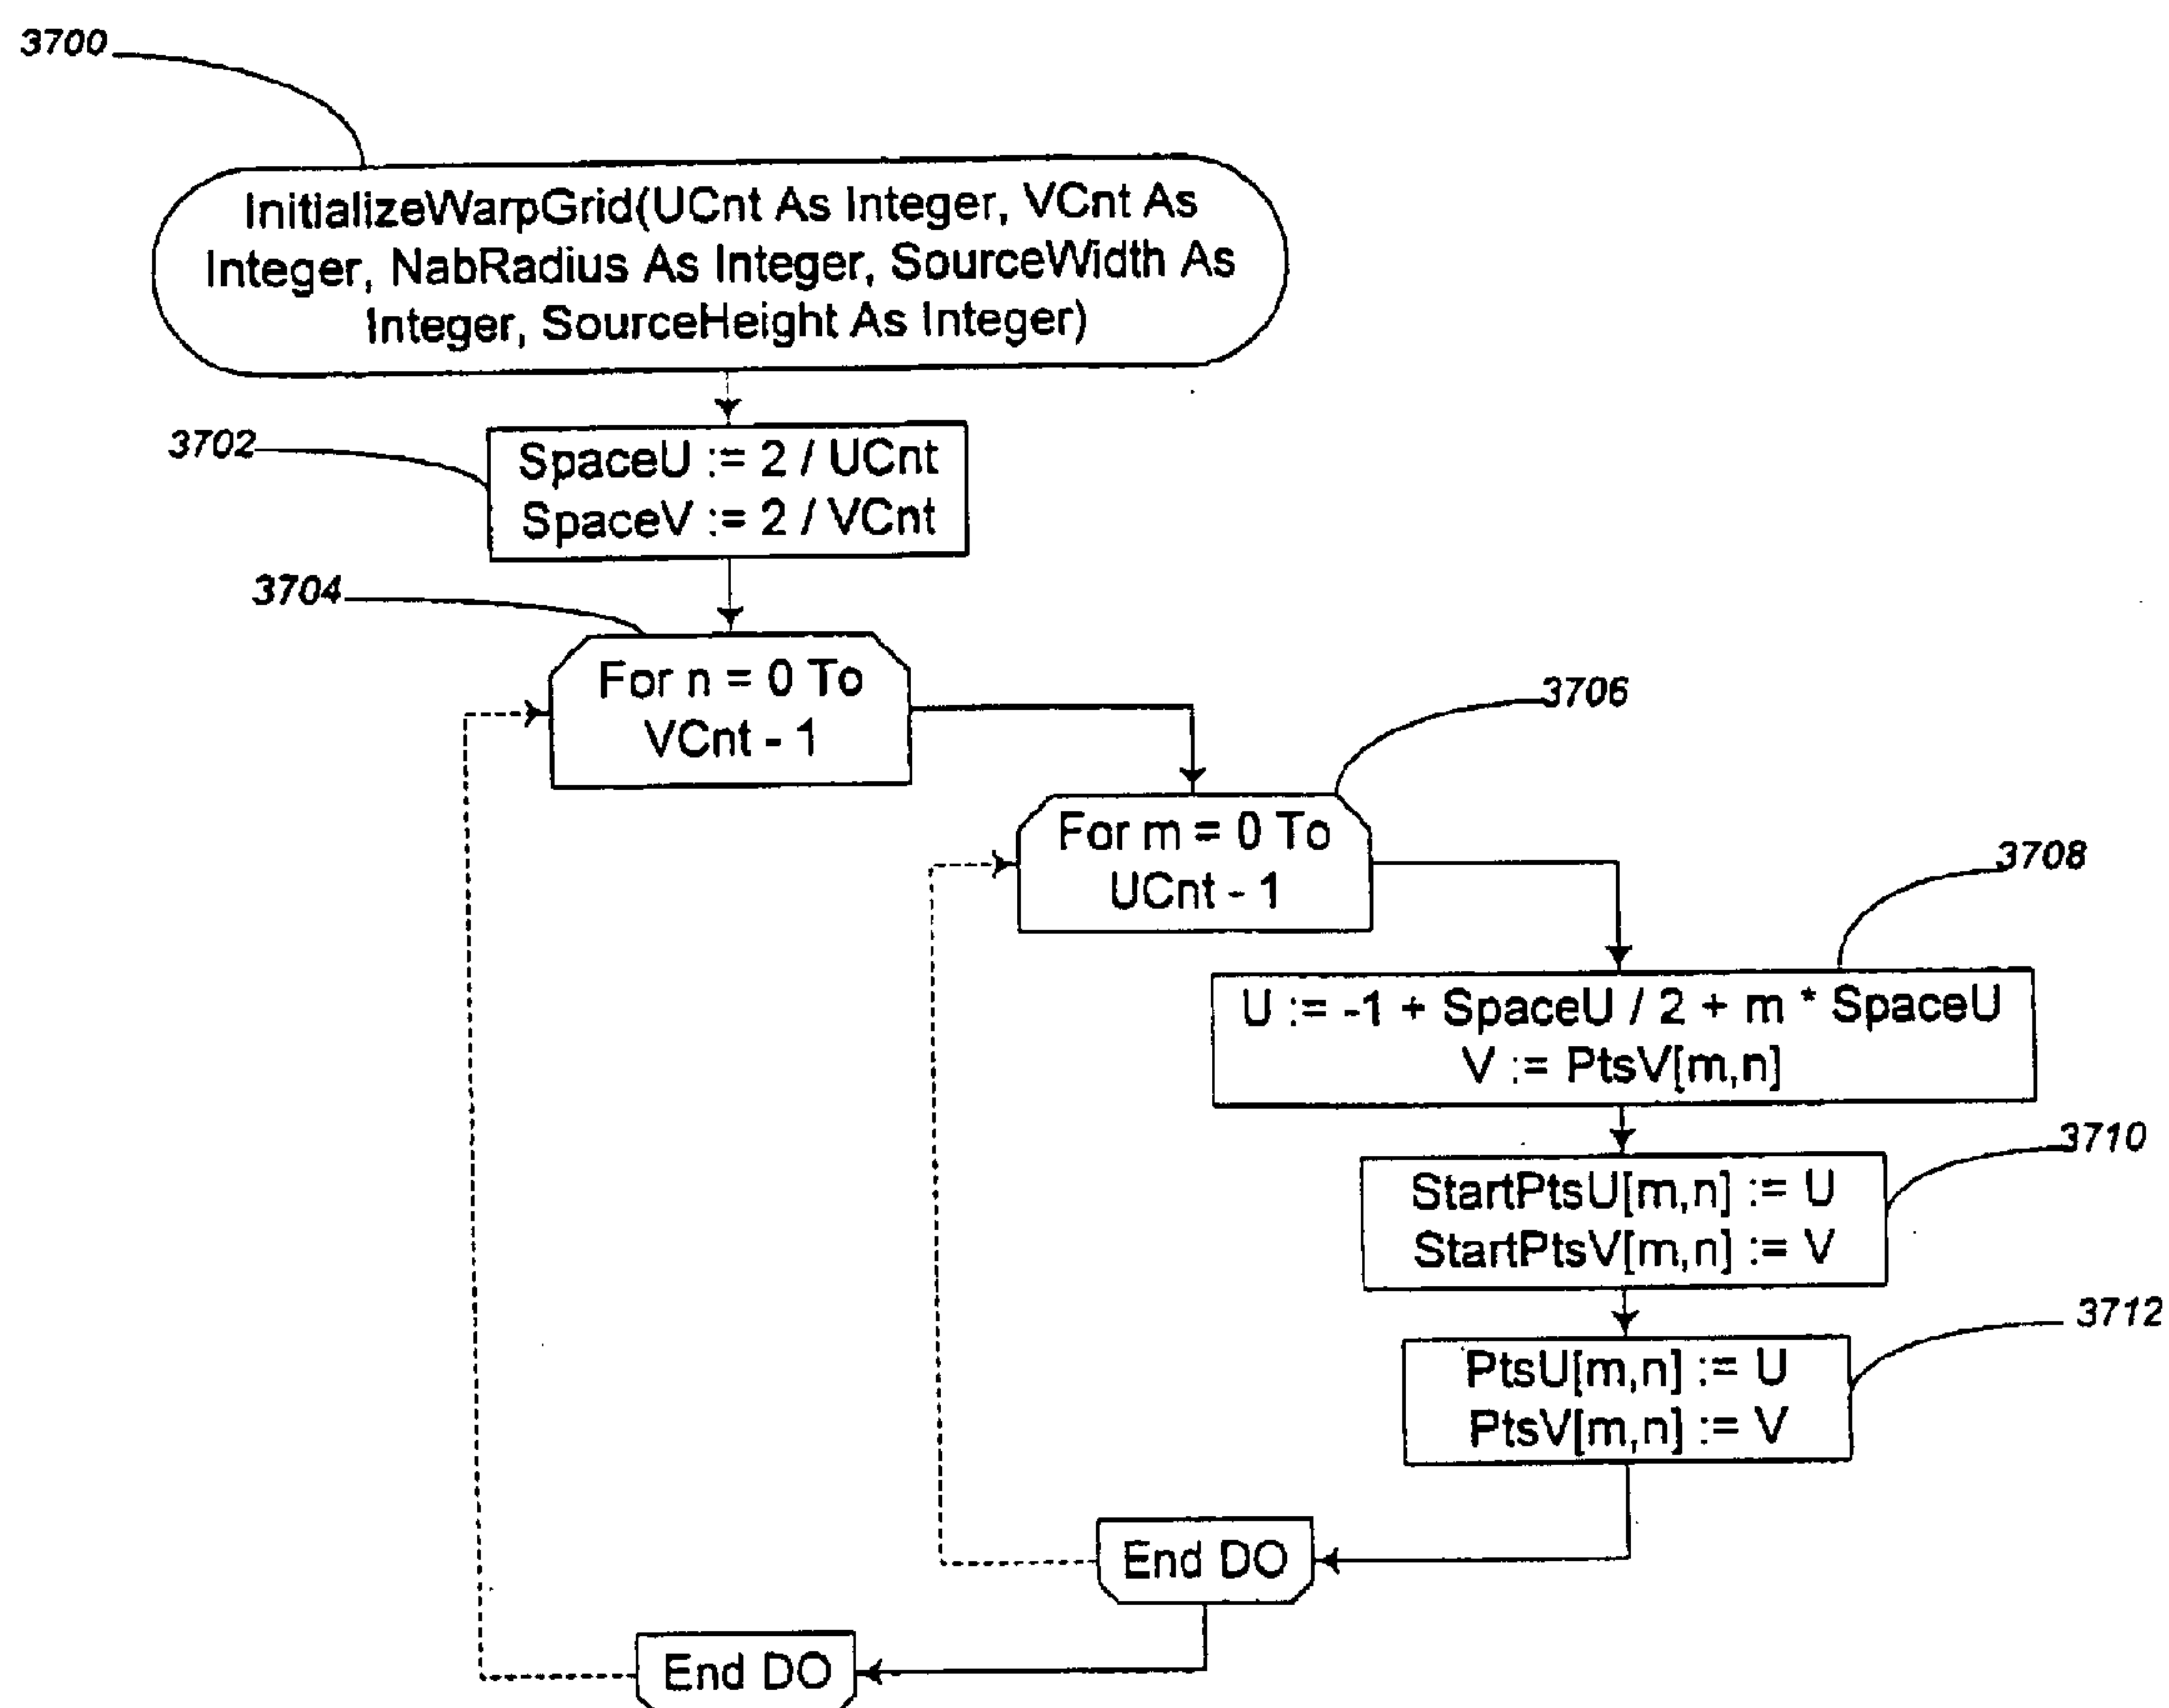 3700
InitializeWarpGrid(UCnt As Integer, VCnt As
Integer, NabRadius As Integer, SourceWidth As
Integer, SourceHeight As Integer)
3702
SpaceU := 2 / UCnt
SpaceV := 2 / VCnt
3704
For n = 0 To
VCnt - 1
3706
For m = 0 To
UCnt - 1
3708
U := -1 + SpaceU / 2 + m * SpaceU
V := PtsV[m,n]
3710
StartPtsU[m,n] := U
StartPtsV[m,n] := V
3712
PtsU[m,n] := U
PtsV[m,n] := V
End DO
End DO